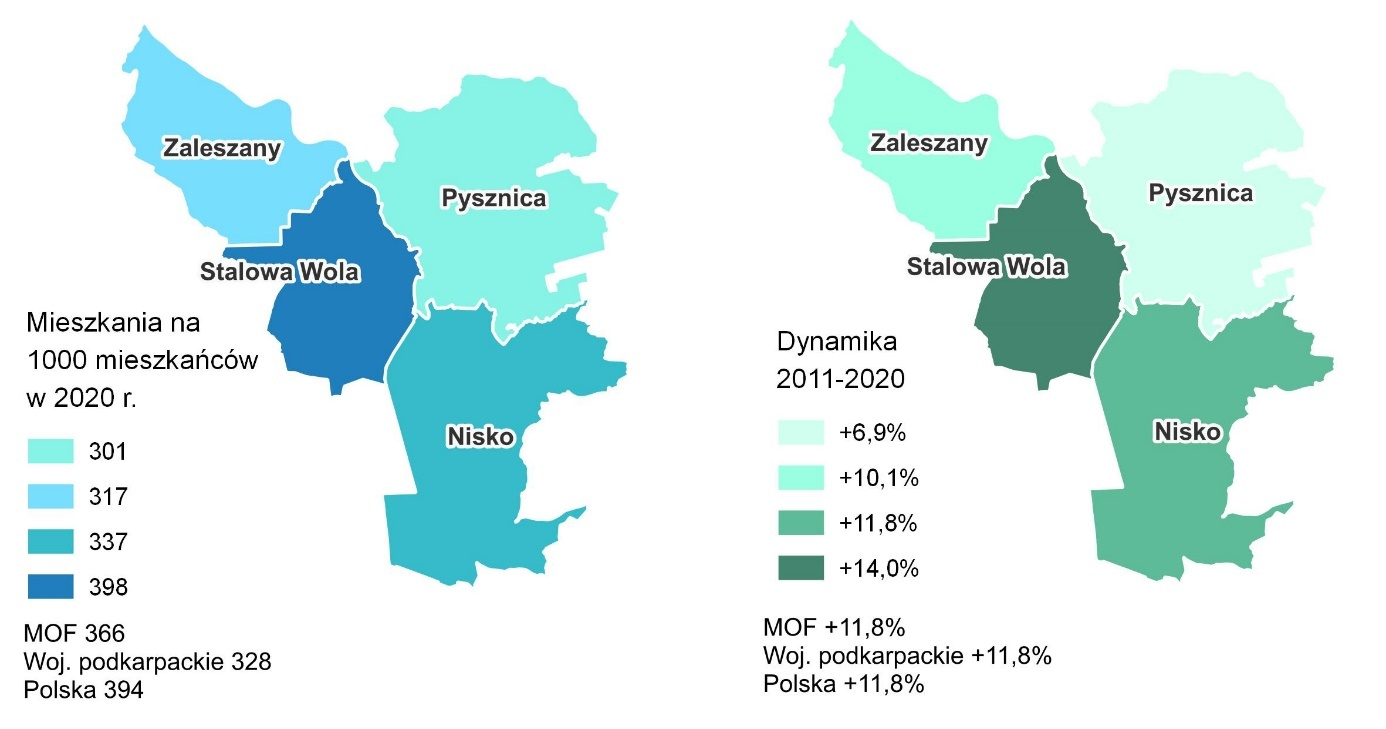 Zaleszany
Pysznica
Stalowa Wola
Nisko
Mieszkania na
1000 mieszkańców
w 2020 r.
301
317
337
398
MOF 366
Woj. podkarpackie 328
Polska 394
Zaleszany
Pysznica
Stalowa Wola
Nisko
Dynamika
2011-2020
+6,9%
+10,1%
+11,8%
+14,0%
MOF +11,8%
Woj. podkarpackie +11,8%
Polska +11,8%